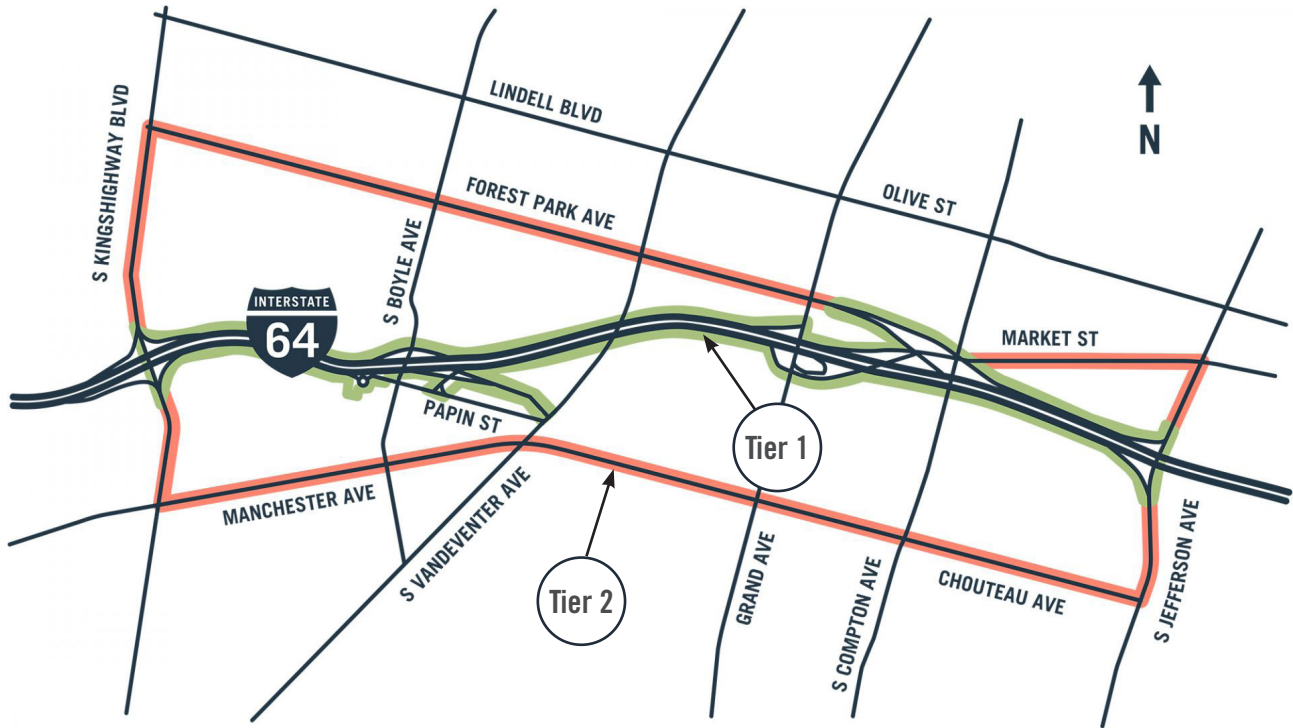 LINDELL BLVD
S KINGSHIGHWAY BLVD
N
FOREST PARK AVE
OLIVE ST
S BOYLE AVE
INTERSTATE
64
MARKET ST
PAPIN ST
Tier 1
MANCHESTER AVE
S VANDEVENTER AVE
Tier 2
GRAND AVE
S COMPTON AVE
CHOUTEAU AVE
S JEFFERSON AVE